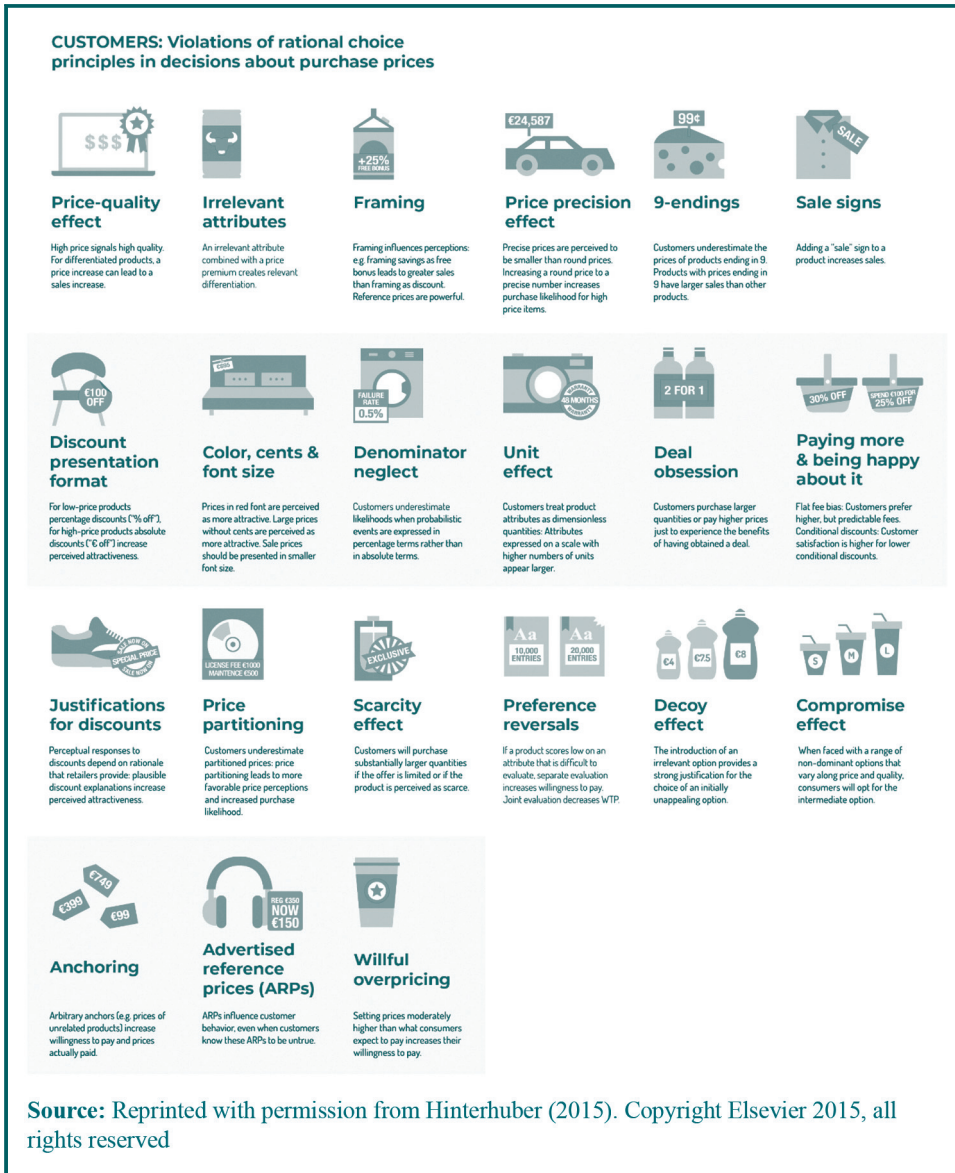 CUSTOMERS: Violations of rational choice
principles in decisions about purchase prices
$$$
+25%
FREE BONUS
€24,587
99¢
SALE
Price-quality
effect
High price signals high quality.
For differentiated products, a
price increase can lead to a
sales increase.
Irrelevant
attributes
An irrelevant attribute
combined with a price
premium creates relevant
differentiation.
Framing
Framing influences perceptions:
e.g. framing savings as free
bonus leads to greater sales
than framing as discount.
Reference prices are powerful.
Price precision
effect
Precise prices are perceived to
be smaller than round prices.
Increasing a round price to a
precise number increases
purchase likelihood for high
price items.
9-endings
Customers underestimate the
prices of products ending in 9.
Products with prices ending in
9 have larger sales than other
products.
Sale signs
Adding a "sale" sign to a
product increases sales.
€100
OFF
Discount
presentation
format
For low-price products
percentage discounts ("% off"),
for high-price products absolute
discounts ("€ off") increase
perceived attractiveness.
Color, cents &
font size
Prices in red font are perceived
as more attractive. Large prices
without cents are perceived as
more attractive. Sale prices
should be presented in smaller
font size.
FAILURE
RATE
0.5%
Denominator
neglect
Customers underestimate
likelihoods when probabilistic
events are expressed in
percentage terms rather than
in absolute terms.
WARRANTY
48 MONTHS
WARRANTY
Unit
effect
Customers treat product
attributes as dimensionless
quantities: Attributes
expressed on a scale with
higher numbers of units
appear larger.
2 FOR 1
Deal
obsession
Customers purchase larger
quantities or pay higher prices
just to experience the benefits
of having obtained a deal.
30% OFF
SPEND €100 FOR
25% OFF
Paying more
& being happy
about it
Flat fee bias: Customers prefer
higher, but predictable fees.
Conditional discounts: Customer
satisfaction is higher for lower
conditional discounts.
SALE NOW ON
SPECIAL PRICE
SALE NOW ON
Justifications
for discounts
Perceptual responses to
discounts depend on rationale
that retailers provide: plausible
discount explanations increase
perceived attractiveness.
LICENSE FEE €1000
MAINTENCE €500
Price
partitioning
Customers underestimate
partitioned prices: price
partitioning leads to more
favorable price perceptions
and increased purchase
likelihood.
EXCLUSIVE
Scarcity
effect
Customers will purchase
substantially larger quantities
if the offer is limited or if the
product is perceived as scarce.
Aa
10,000
ENTRIES
Aa
20,000
ENTRIES
Preference
reversals
If a product scores low on an
attribute that is difficult to
evaluate, separate evaluation
increases willingness to pay.
Joint evaluation decreases WTP.
€4
€7.5
€8
Decoy
effect
The introduction of an
irrelevant option provides a
strong justification for the
choice of an initially
unappealing option.
S
M
L
Compromise
effect
When faced with a range of
non-dominant options that
vary along price and quality,
consumers will opt for the
intermediate option.
€749
€399
€99
Anchoring
Arbitrary anchors (e.g. prices of
unrelated products) increase
willingness to pay and prices
actually paid.
REG €350
NOW
€150
Advertised
reference
prices (ARPs)
ARPs influence customer
behavior, even when customers
know these ARPs to be untrue.
Willful
overpricing
Setting prices moderately
higher than what consumers
expect to pay increases their
willingness to pay.
Source: Reprinted with permission from Hinterhuber (2015). Copyright Elsevier 2015, all
rights reserved